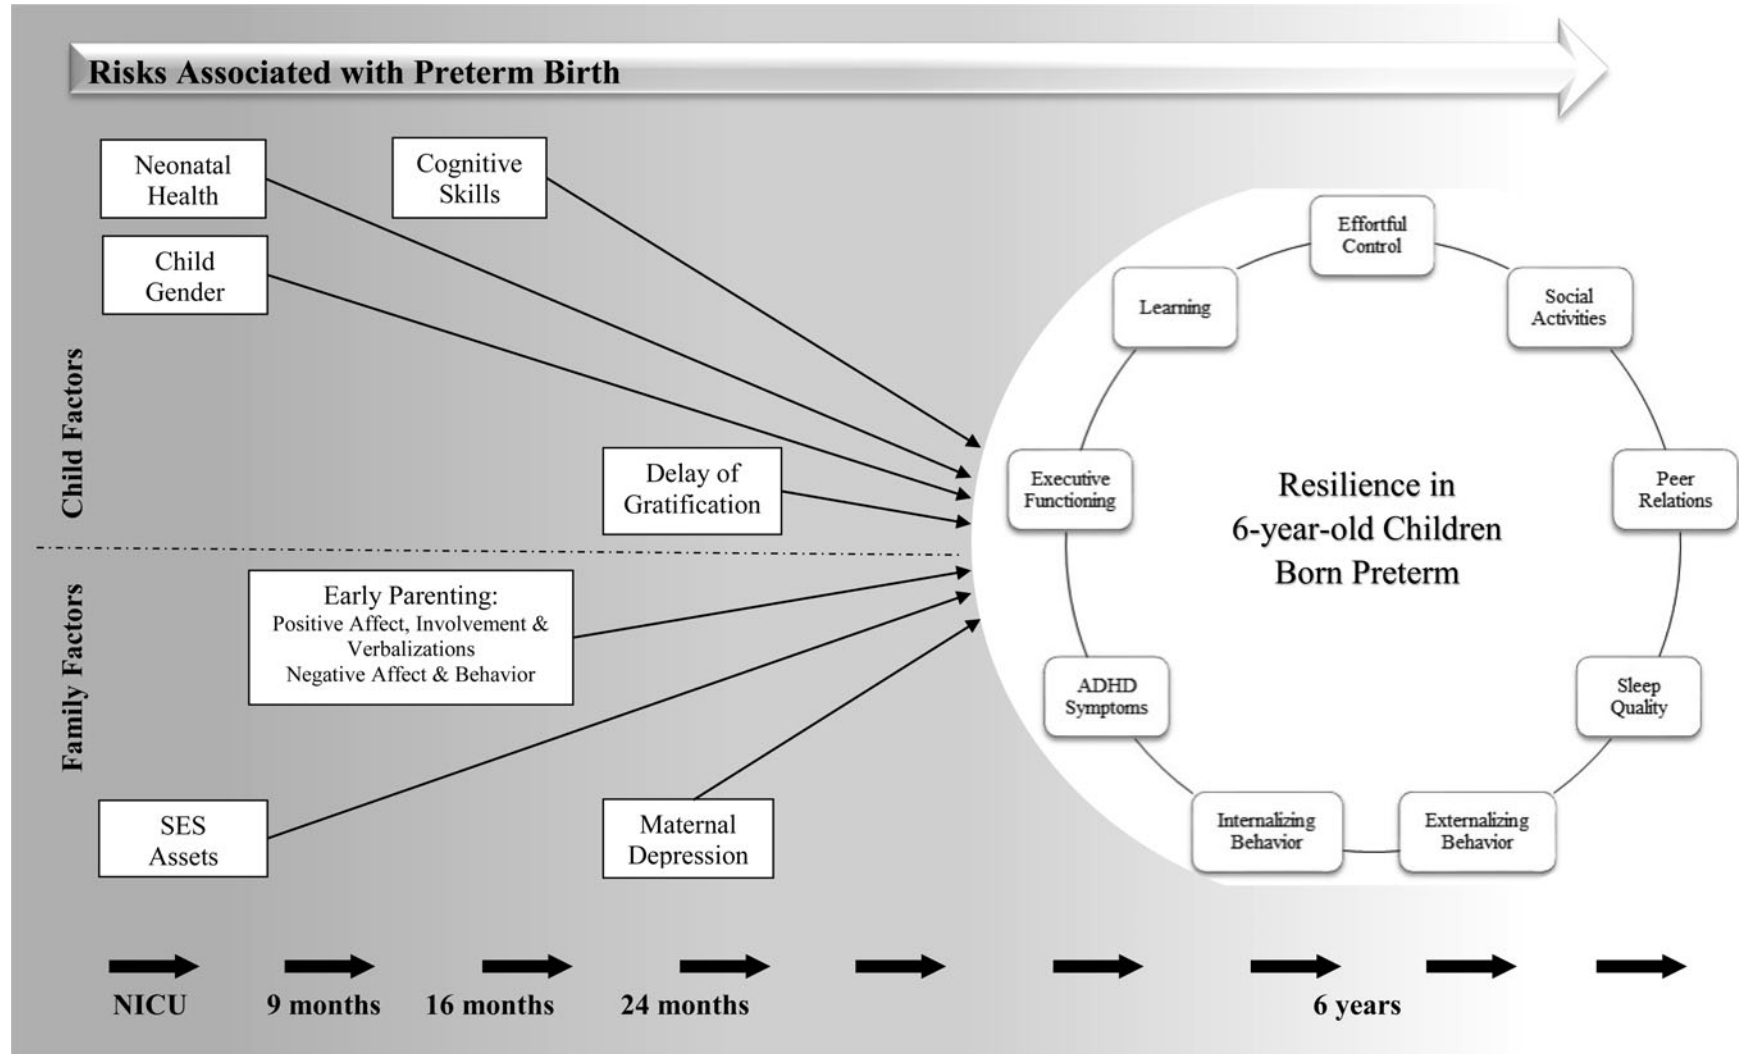 Risks Associated with Preterm Birth
Neonatal
Health
Cognitive
Skills
Child
Gender
Delay of
Gratification
Child Factors
Family Factors
Early Parenting:
Positive Affect, Involvement &
Verbalizations
Negative Affect & Behavior
SES
Assets
Maternal
Depression
Effortful
Control
Learning
Social
Activities
Executive
Functioning
Peer
Relations
Resilience in
6-year-old Children
Born Preterm
ADHD
Symptoms
Sleep
Quality
Internalizing
Behavior
Externalizing
Behavior
NICU
9 months
16 months
24 months
6 years